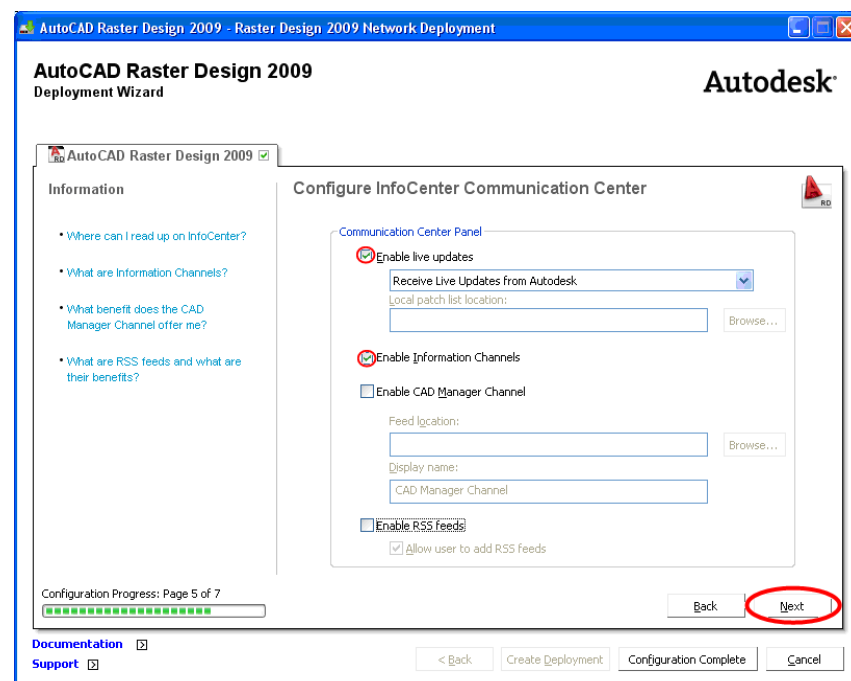 AutoCAD Raster Design 2009 - Raster Design 2009 Network Deployment
AutoCAD Raster Design 2009
Deployment Wizard
Autodesk
AutoCAD Raster Design 2009
Information
Where can I read up on InfoCenter?
What are Information Channels?
What benefit does the CAD
Manager Channel offer me?
What are RSS feeds and what are
their benefits?
Configure InfoCenter Communication Center
RD
Communication Center Panel
Enable live updates
Receive Live Updates from Autodesk
Local patch list location:
Browse...
Enable Information Channels
Enable CAD Manager Channel
Feed location:
Browse...
Display name:
CAD Manager Channel
Enable RSS feeds
Allow user to add RSS feeds
Configuration Progress: Page 5 of 7
Back
Next
Documentation
Support
< Back
Create Deployment
Configuration Complete
Cancel